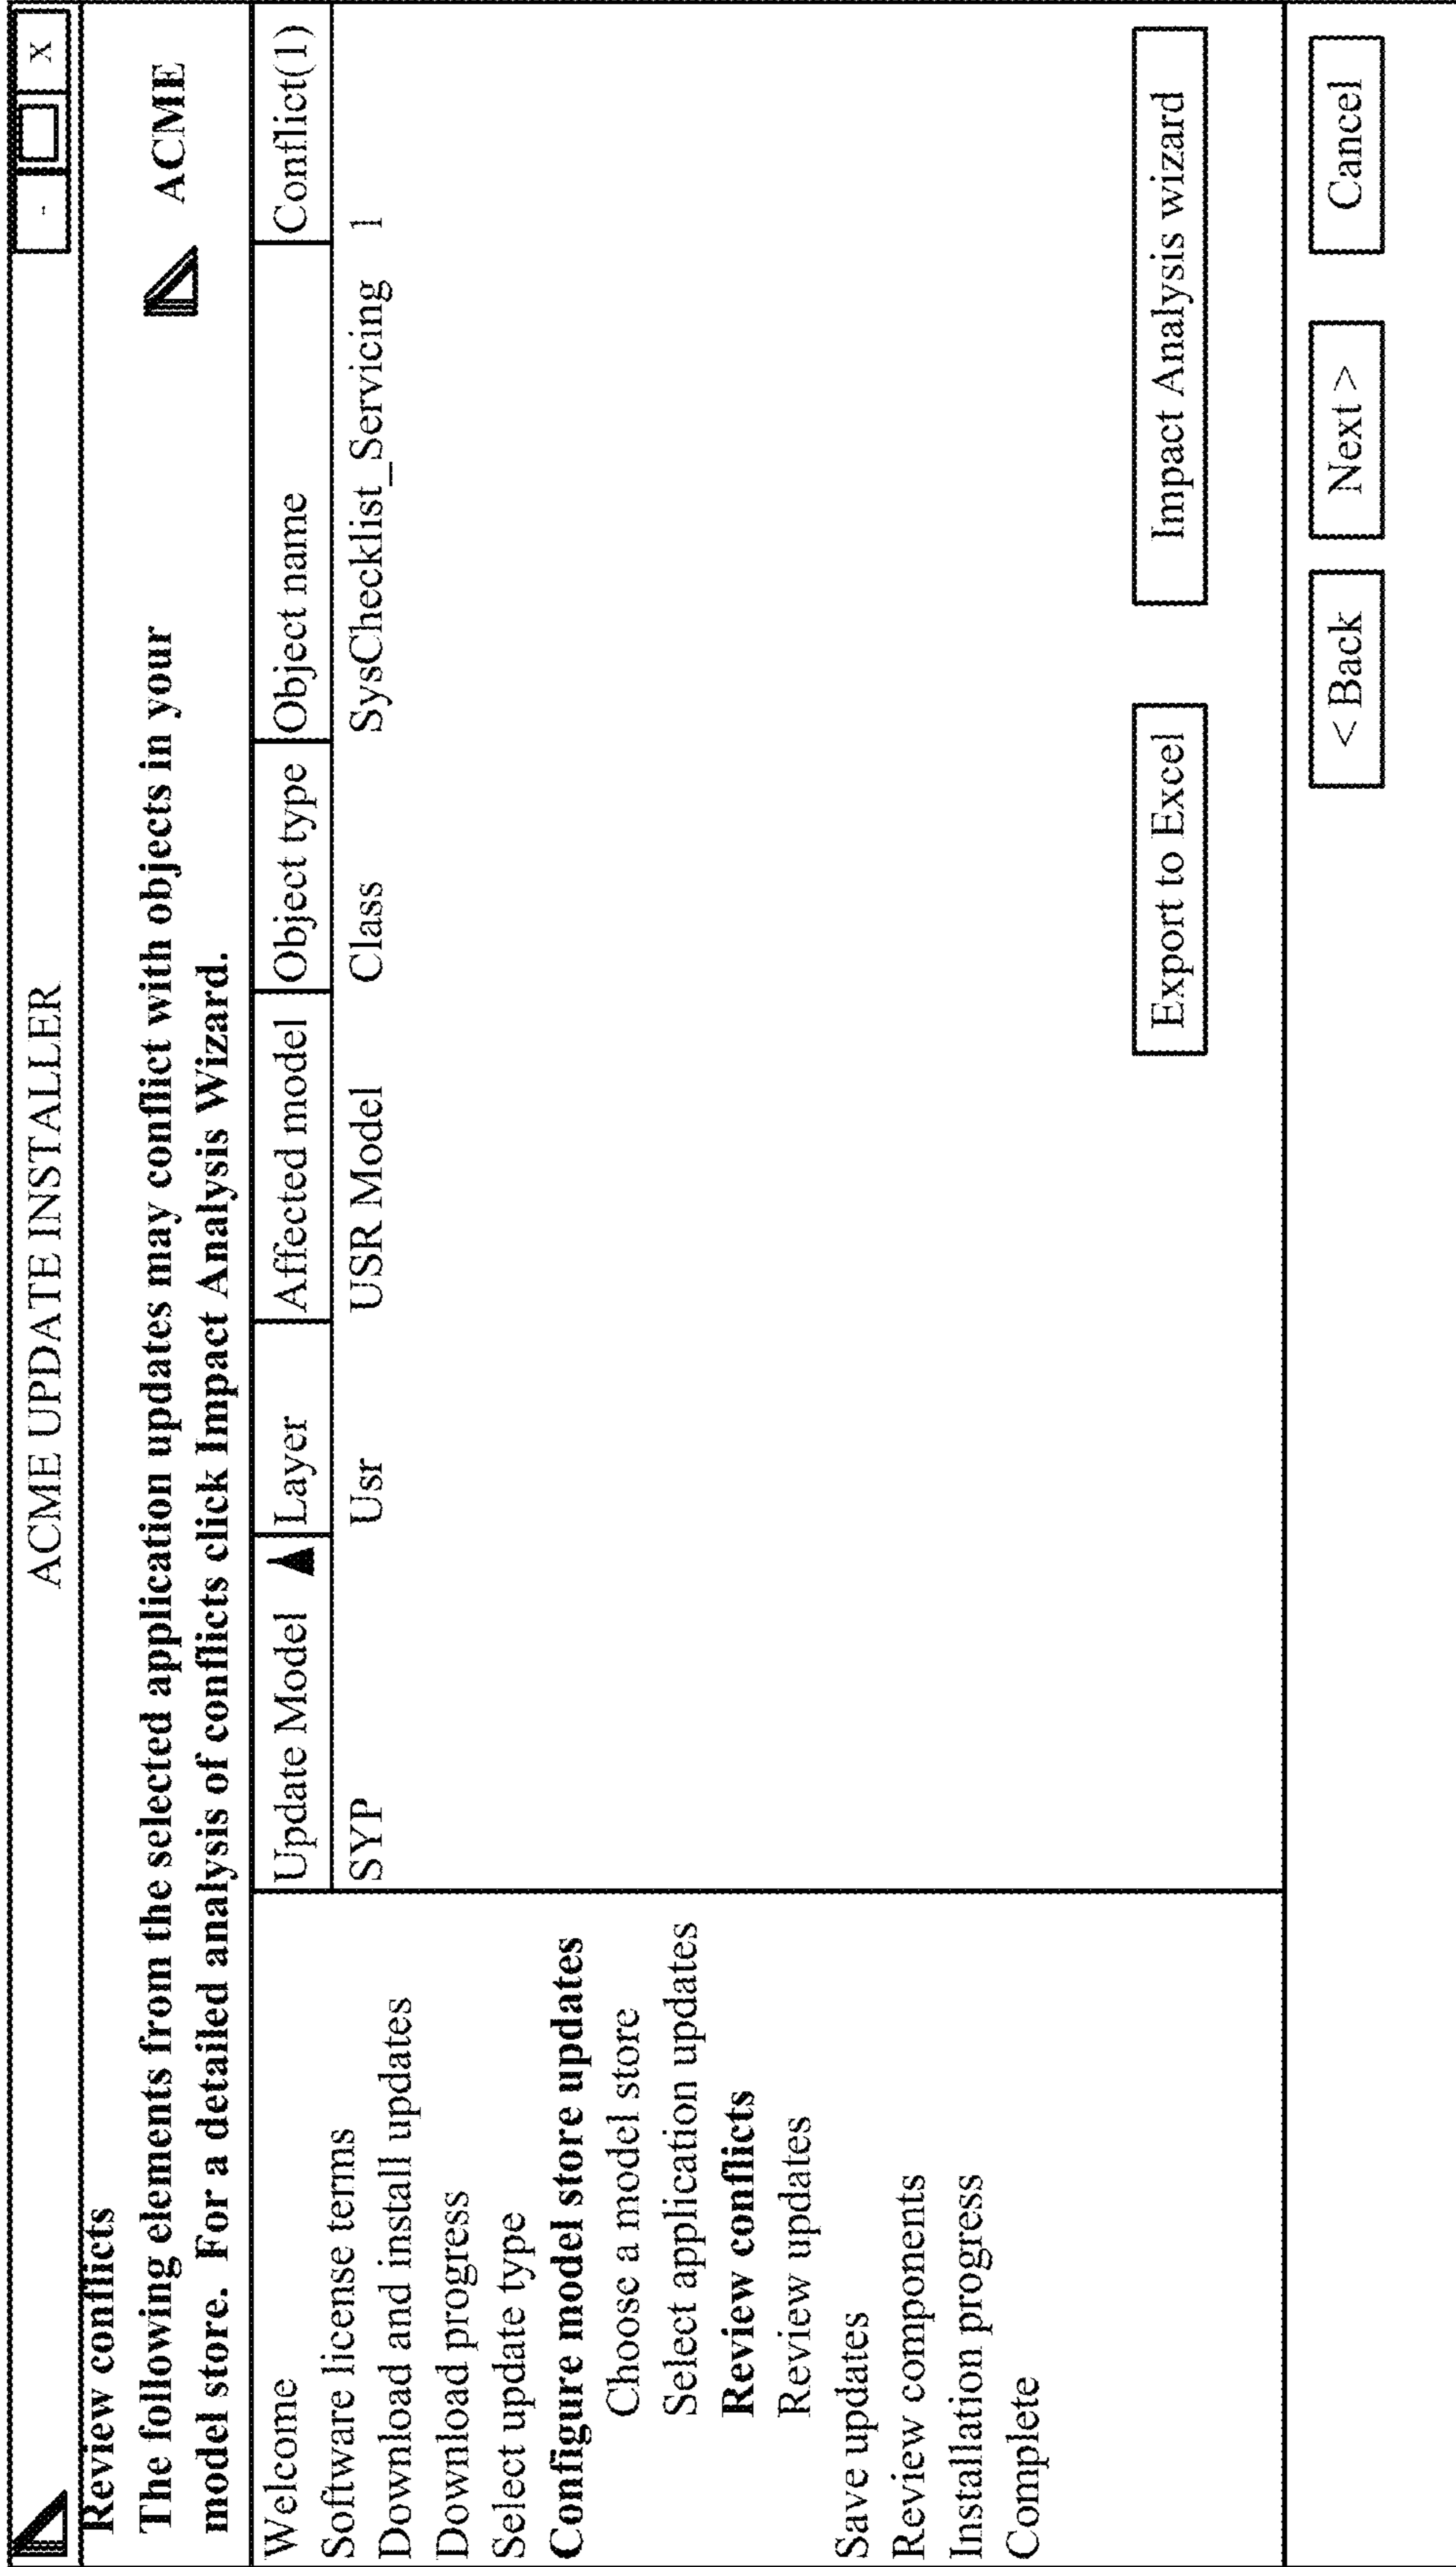 ACME UPDATE INSTALLER
- x
Review conflicts
The following elements from the selected application updates may conflict with objects in your
model store. For a detailed analysis of conflicts click Impact Analysis Wizard.
ACME
Welcome
Software license terms
Download and install updates
Download progress
Select update type
Configure model store updates
Choose a model store
Select application updates
Review conflicts
Review updates
Save updates
Review components
Installation progress
Complete
Update Model Layer Affected model Object type Object name Conflict(1)
SYP Usr USR Model Class SysChecklist_Servicing 1
Export to Excel Impact Analysis wizard
< Back Next > Cancel